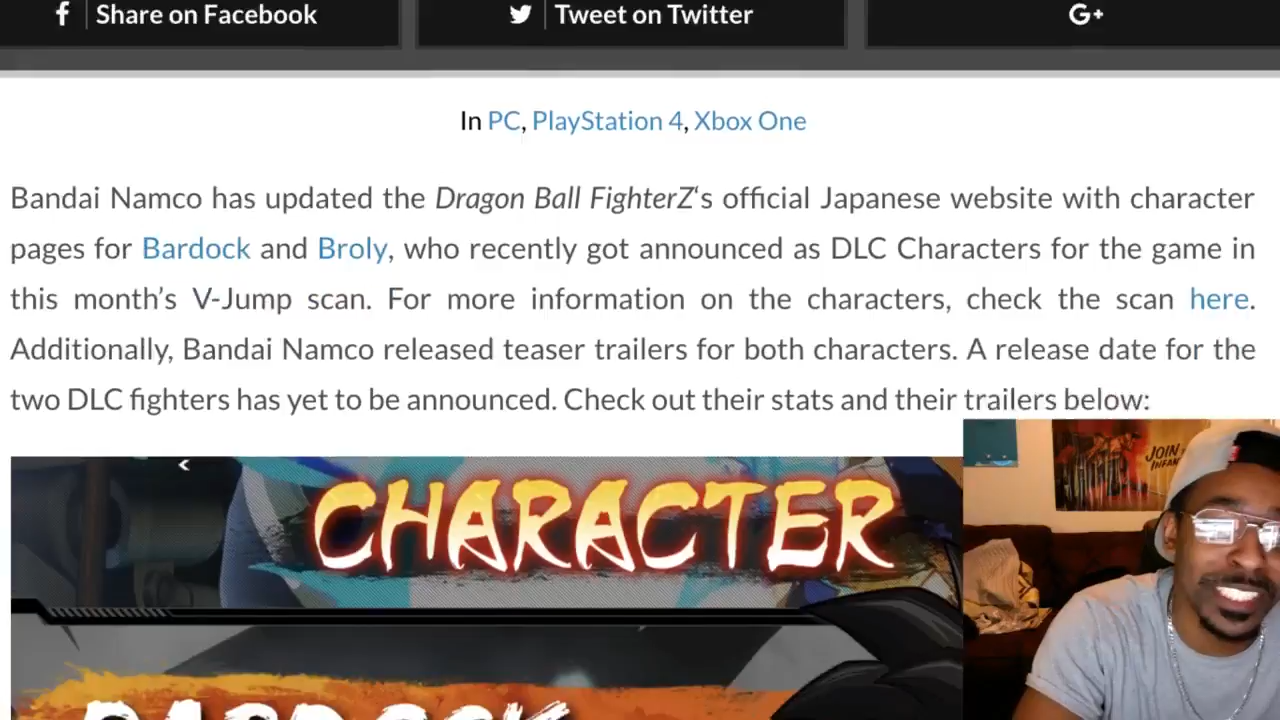 Share on Facebook
Tweet on Twitter
G+
In PC, PlayStation 4, Xbox One
Bandai Namco has updated the Dragon Ball FighterZ‘s official Japanese website with character
pages for Bardock and Broly, who recently got announced as DLC Characters for the game in
this month’s V-Jump scan. For more information on the characters, check the scan here.
Additionally, Bandai Namco released teaser trailers for both characters. A release date for the
two DLC fighters has yet to be announced. Check out their stats and their trailers below:
JOIN
CHARACTER
BARDOCK